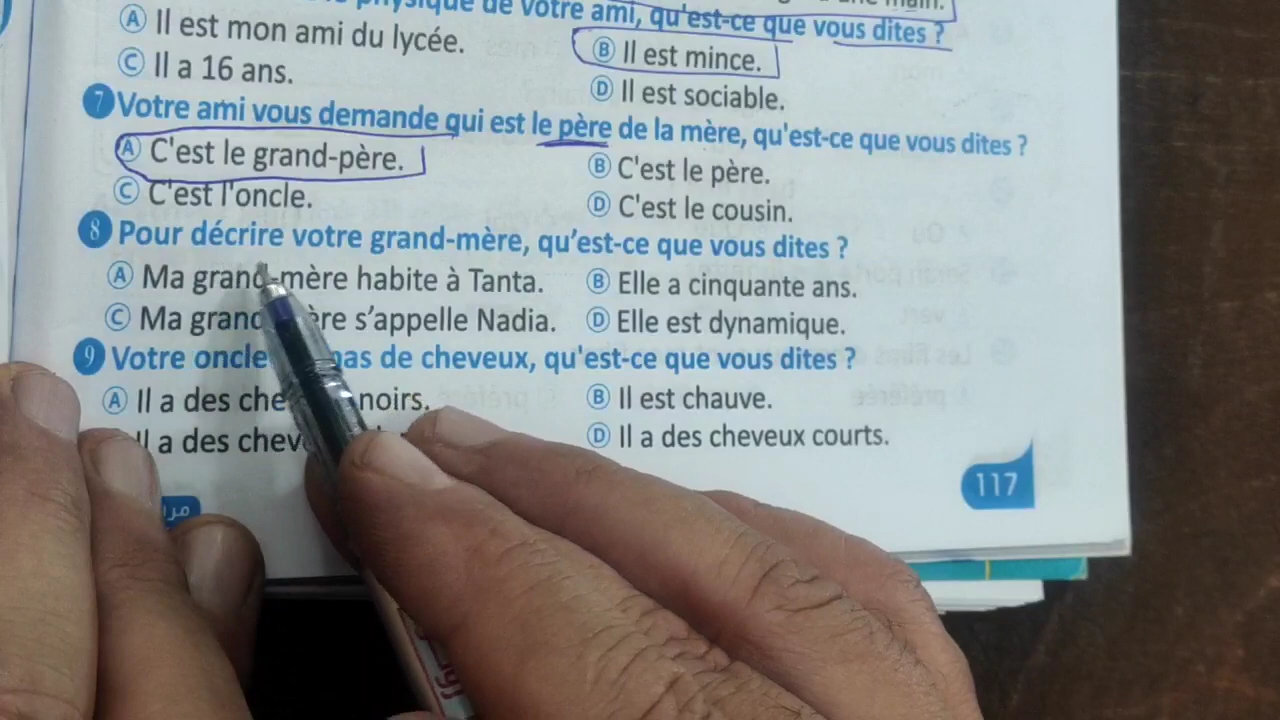 physique de votre ami, qu'est-ce que vous dites ?
A Il est mon ami du lycée.
B Il est mince.
C Il a 16 ans.
D Il est sociable.
7 Votre ami vous demande qui est le père de la mère, qu'est-ce que vous dites ?
A C'est le grand-père.
B C'est le père.
C C'est l'oncle.
D C'est le cousin.
8 Pour décrire votre grand-mère, qu’est-ce que vous dites ?
A Ma grand-mère habite à Tanta.
B Elle a cinquante ans.
C Ma grand ère s’appelle Nadia.
D Elle est dynamique.
9 Votre oncle pas de cheveux, qu'est-ce que vous dites ?
A Il a des che noirs.
B Il est chauve.
Il a des chev
D Il a des cheveux courts.
117